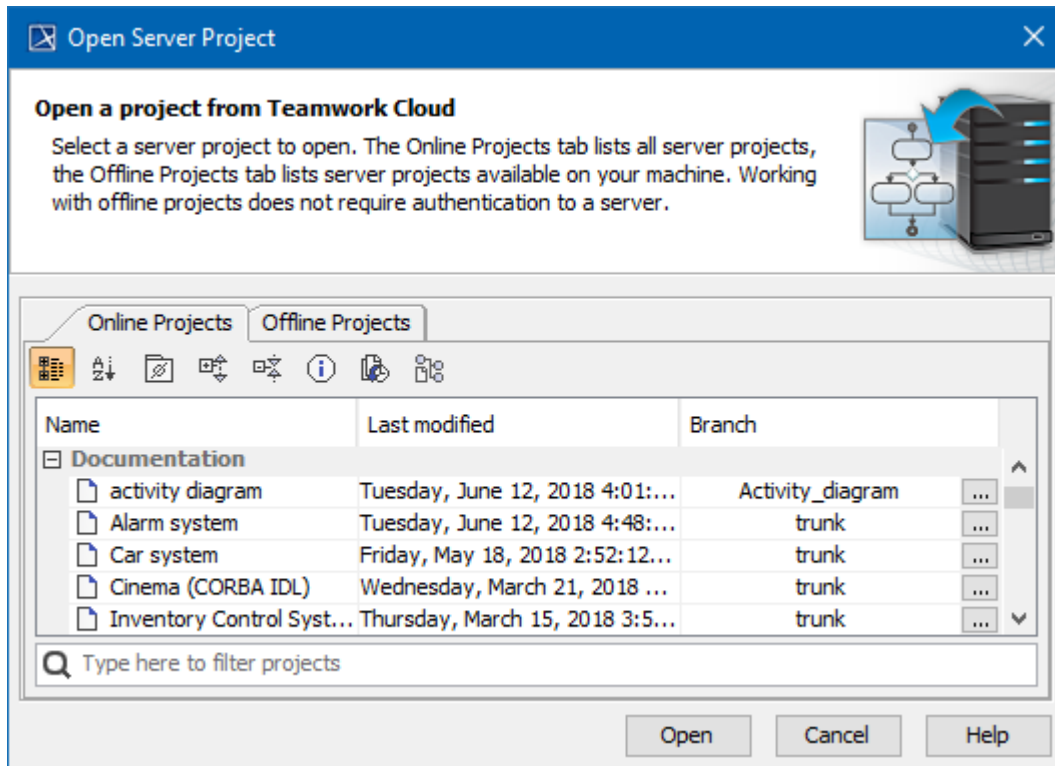 Open Server Project
Open a project from Teamwork Cloud
Select a server project to open. The Online Projects tab lists all server projects,
the Offline Projects tab lists server projects available on your machine. Working
with offline projects does not require authentication to a server.
Online Projects Offline Projects
Name Last modified Branch
Documentation
activity diagram Tuesday, June 12, 2018 4:01:... Activity_diagram ...
Alarm system Tuesday, June 12, 2018 4:48:... trunk ...
Car system Friday, May 18, 2018 2:52:12... trunk ...
Cinema (CORBA IDL) Wednesday, March 21, 2018 ... trunk ...
Inventory Control Syst... Thursday, March 15, 2018 3:5... trunk ...
Type here to filter projects
Open Cancel Help